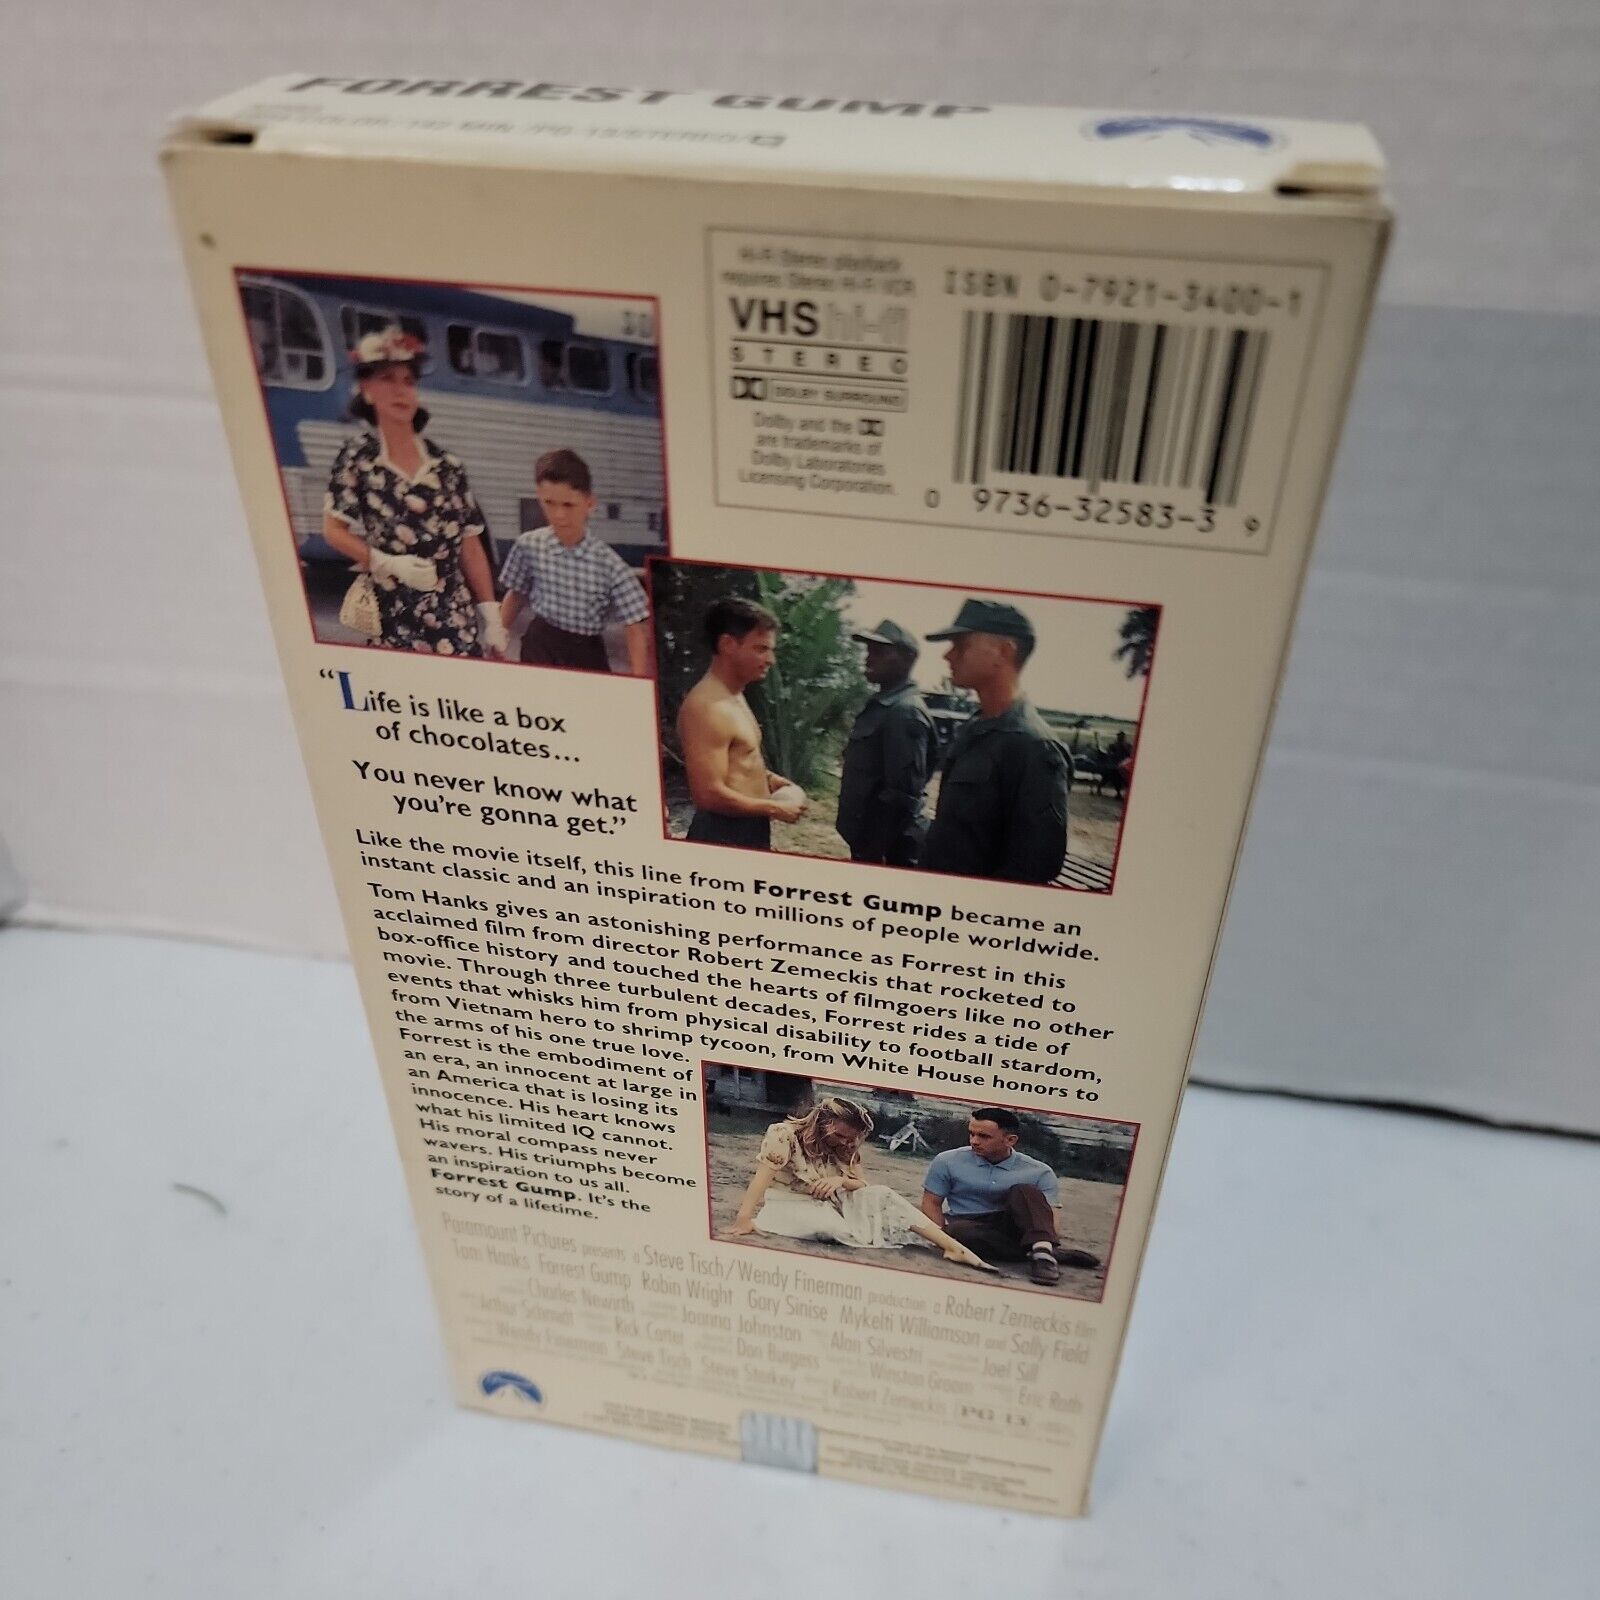 FORREST GUMP
Hi-Fi Stereo playback
requires Stereo Hi-Fi VCR
VHS hi-fi
STEREO
DOLBY SURROUND
Dolby and the
are trademarks of
Dolby Laboratories
Licensing Corporation.
ISBN 0-7921-3400-1
0 9736-32583-3 9
30
“Life is like a box
of chocolates...
You never know what
you're gonna get.”
Like the movie itself, this line from Forrest Gump became an
instant classic and an inspiration to millions of people worldwide.
Tom Hanks gives an astonishing performance as Forrest in this
acclaimed film from director Robert Zemeckis that rocketed to
box-office history and touched the hearts of filmgoers like no other
movie. Through three turbulent decades, Forrest rides a tide of
events that whisks him from physical disability to football stardom,
from Vietnam hero to shrimp tycoon, from White House honors to
the arms of his one true love.
Forrest is the embodiment of
an era, an innocent at large in
an America that is losing its
innocence. His heart knows
what his limited IQ cannot.
His moral compass never
wavers. His triumphs become
an inspiration to us all.
Forrest Gump. It's the
story of a lifetime.
Paramount Pictures presents a Steve Tisch/Wendy Finerman production a Robert Zemeckis film
Tom Hanks Forrest Gump Robin Wright Gary Sinise Mykelti Williamson and Sally Field
Charles Newirth Joanna Johnston Alan Silvestri Joel Sill
Arthur Schmidt Rick Carter Don Burgess Winston Groom Eric Roth
Wendy Finerman Steve Tisch Steve Starkey Robert Zemeckis PG-13